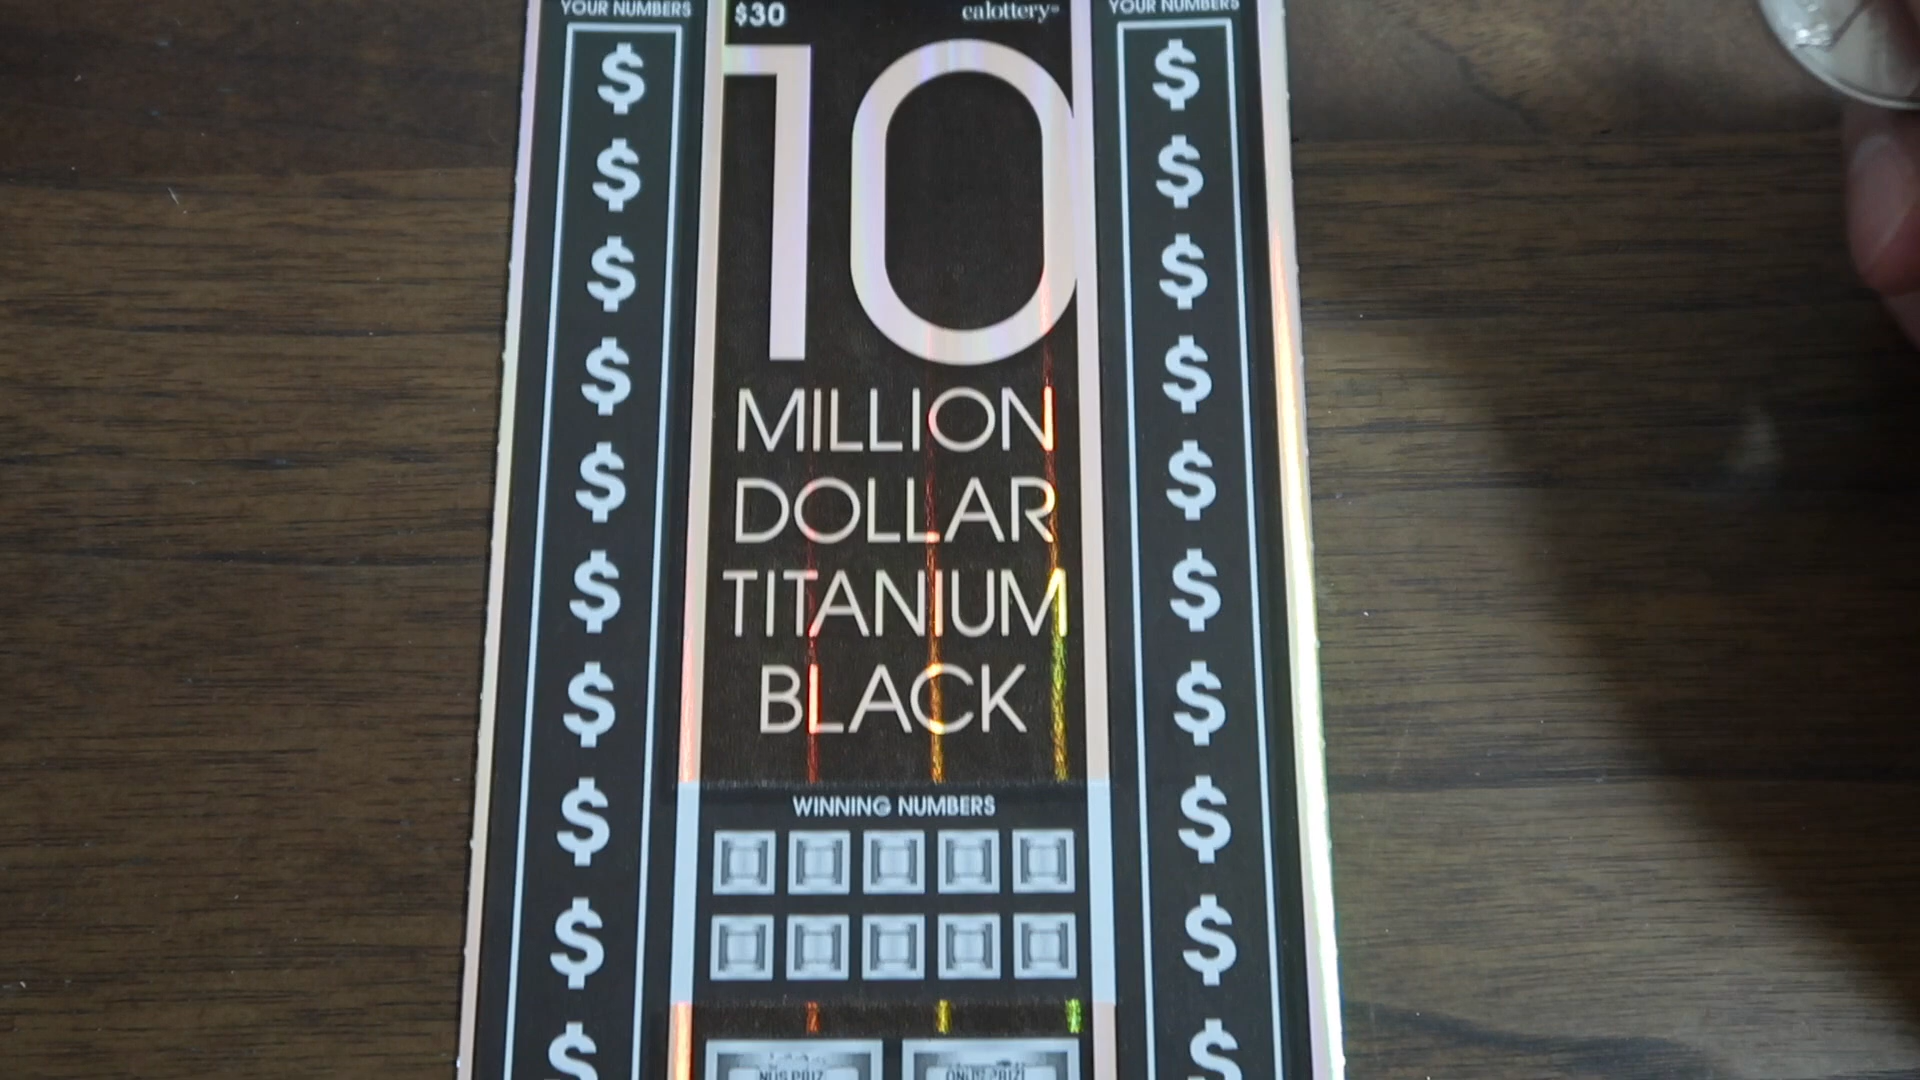 YOUR NUMBERS
$30
calottery
YOUR NUMBERS
10
MILLION
DOLLAR
TITANIUM
BLACK
$ $
$ $
$ $
$ $
$ $
$ $
$ $
$ $
$ $
$ $
WINNING NUMBERS